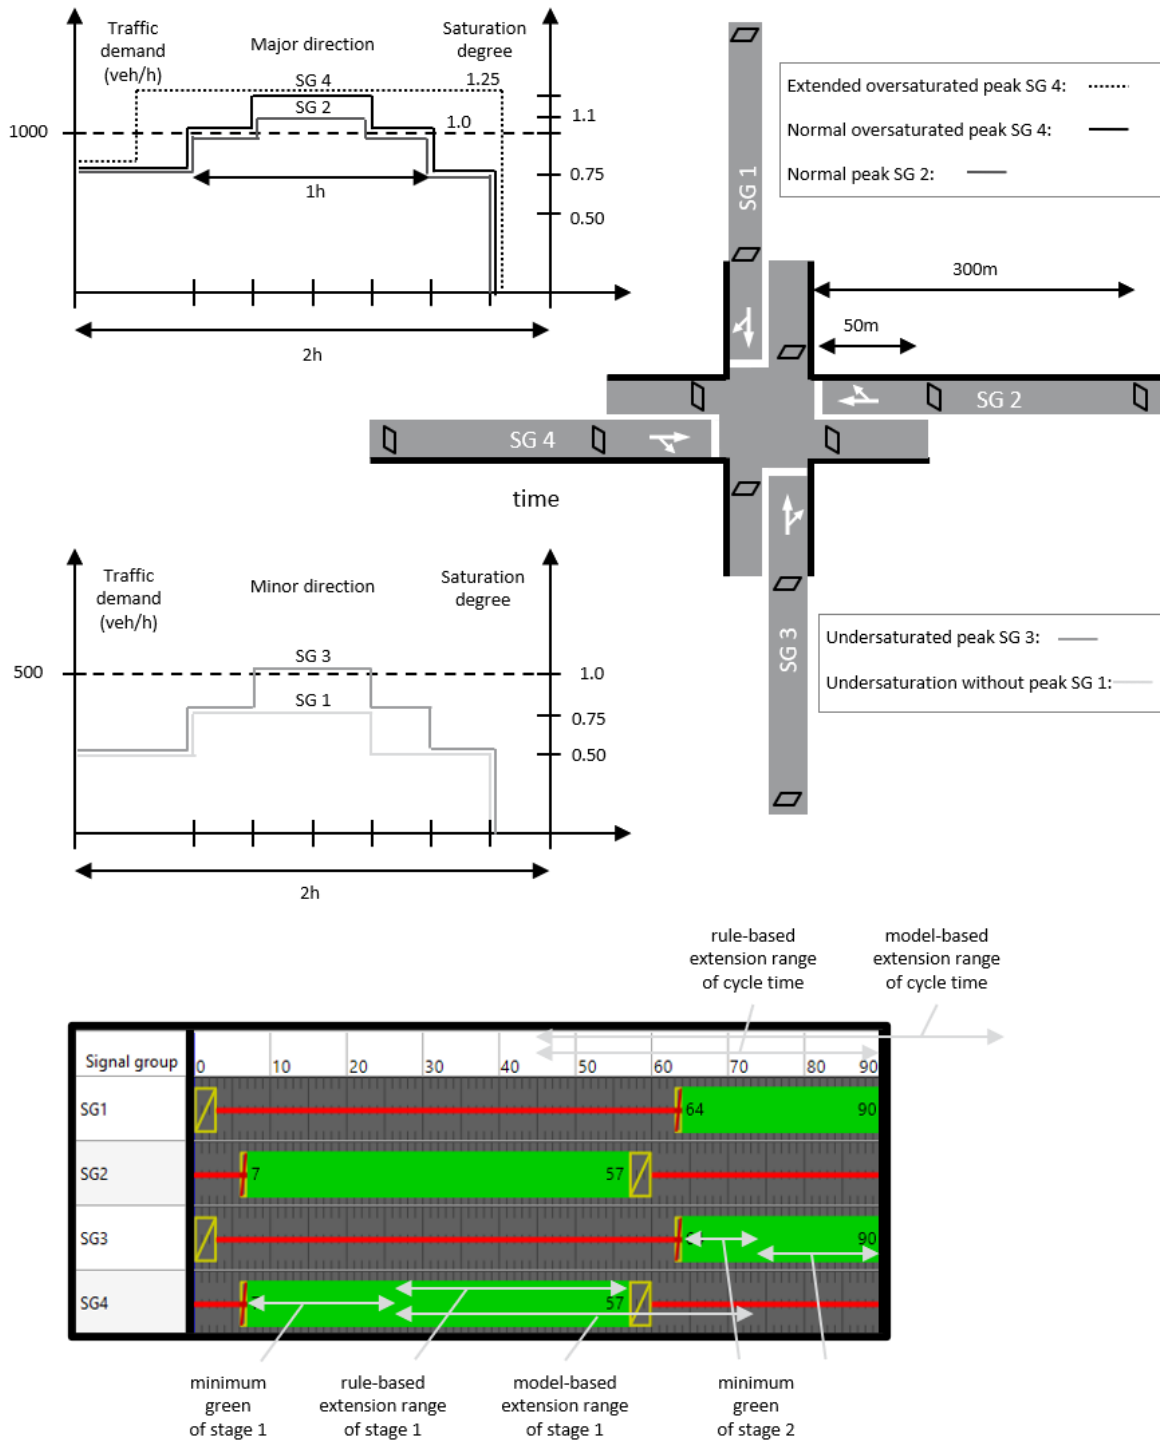 Traffic
demand
(veh/h)
Major direction
Saturation
degree
SG 4
1.25
SG 2
1.1
1000
1.0
0.75
1h
0.50
2h
Extended oversaturated peak SG 4:
Normal oversaturated peak SG 4:
Normal peak SG 2:
SG 1
300m
50m
SG 2
SG 4
time
SG 3
Traffic
demand
(veh/h)
Minor direction
Saturation
degree
500
SG 3
1.0
SG 1
0.75
0.50
2h
Undersaturated peak SG 3:
Undersaturation without peak SG 1:
rule-based
extension range
of cycle time
model-based
extension range
of cycle time
Signal group 0 10 20 30 40 50 60 70 80 90
SG1 64 90
SG2 7 57
SG3 90
SG4 57
minimum
green
of stage 1
rule-based
extension range
of stage 1
model-based
extension range
of stage 1
minimum
green
of stage 2